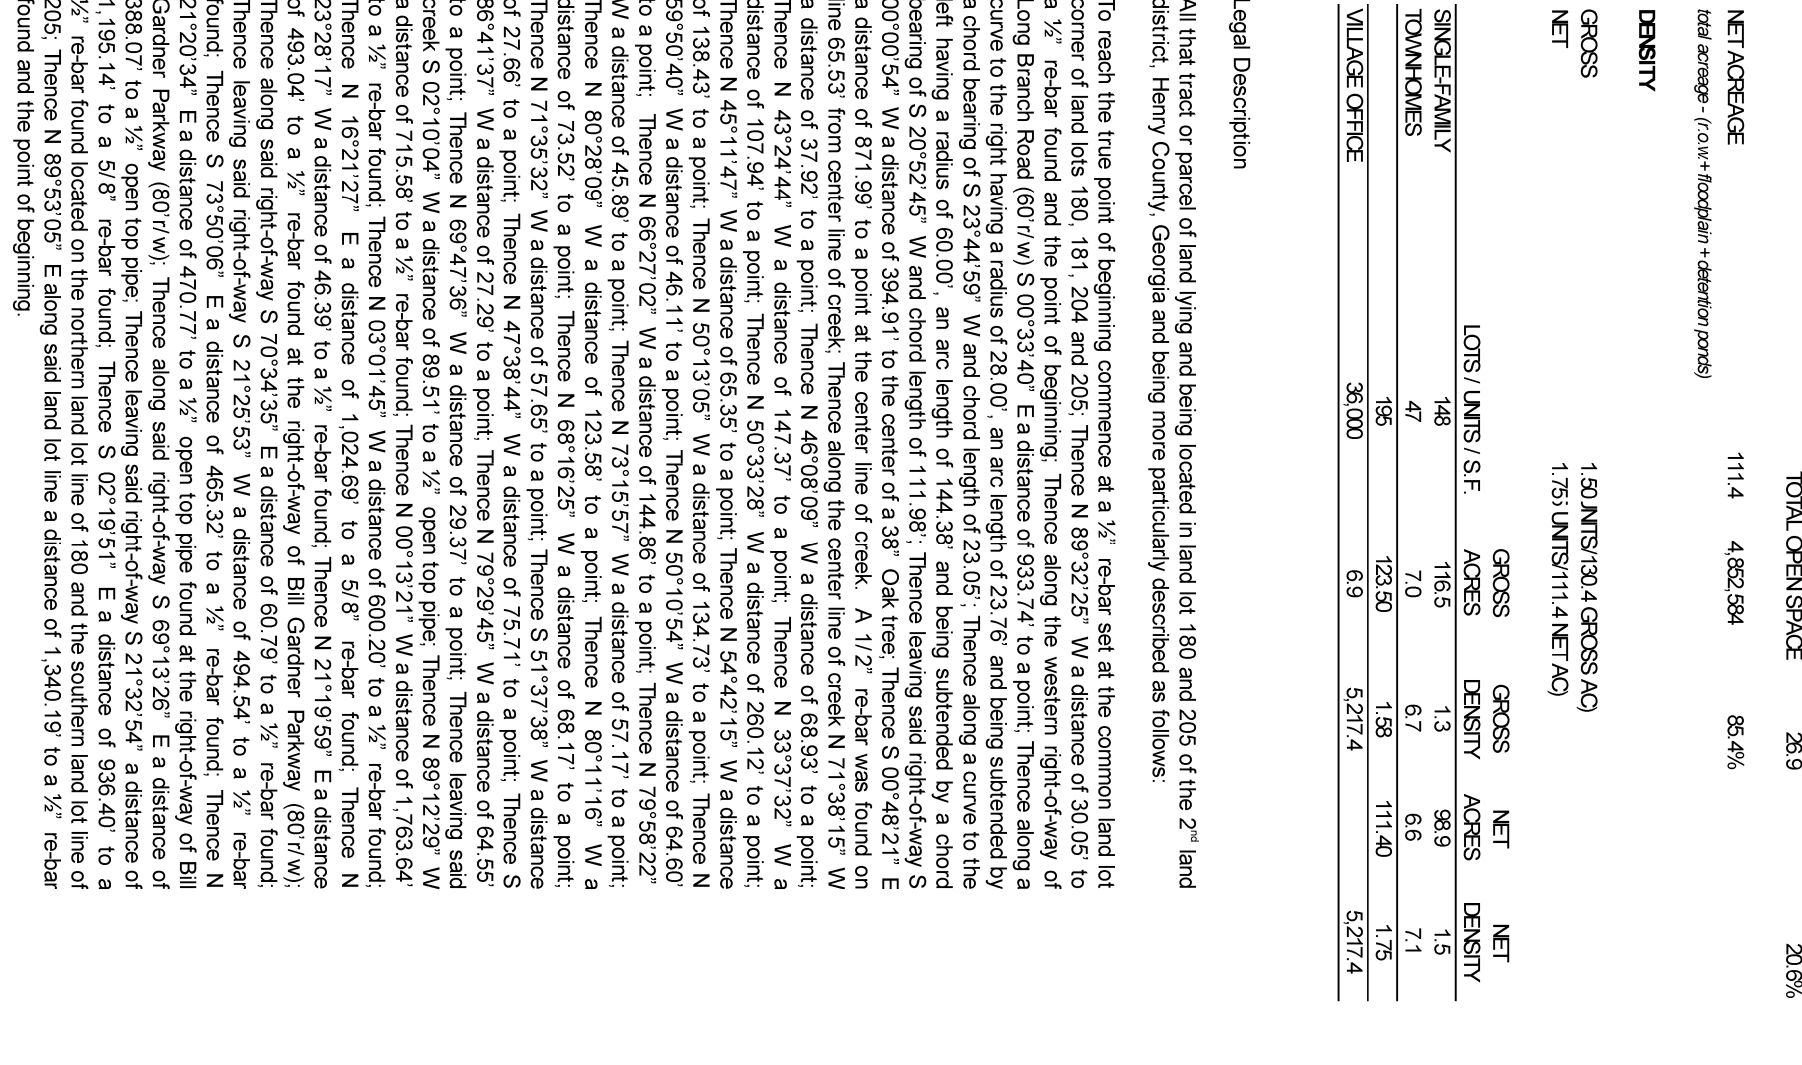 TOTAL OPEN SPACE 26.9 20.6%
NET ACREAGE 111.4 4,852,584 85.4%
total acreage - (r.o.w.+ floodplain + detention ponds)
DENSITY
GROSS 1.50 UNITS/130.4 GROSS AC)
NET 1.75 UNITS/111.4 NET AC)
GROSS GROSS NET NET
LOTS / UNITS / S.F. ACRES DENSITY ACRES DENSITY
SINGLE-FAMILY 148 116.5 1.3 98.9 1.5
TOWNHOMES 47 7.0 6.7 6.6 7.1
195 123.50 1.58 111.40 1.75
VILLAGE OFFICE 36,000 6.9 5,217.4 5,217.4
Legal Description
All that tract or parcel of land lying and being located in land lot 180 and 205 of the 2nd land
district, Henry County, Georgia and being more particularly described as follows:
To reach the true point of beginning commence at a ½” re-bar set at the common land lot
corner of land lots 180, 181, 204 and 205; Thence N 89°32’25” W a distance of 30.05’ to
a ½” re-bar found and the point of beginning; Thence along the western right-of-way of
Long Branch Road (60’r/w) S 00°33’40” E a distance of 933.74’ to a point; Thence along a
curve to the right having a radius of 28.00’, an arc length of 23.76’ and being subtended by
a chord bearing of S 23°44’59” W and chord length of 23.05’; Thence along a curve to the
left having a radius of 60.00’, an arc length of 144.38’ and being subtended by a chord
bearing of S 20°52’45” W and chord length of 111.98’; Thence leaving said right-of-way S
00°00’54” W a distance of 394.91’ to the center of a 38” Oak tree; Thence S 00°48’21” E
a distance of 871.99’ to a point at the center line of creek. A 1/2” re-bar was found on
line 65.53’ from center line of creek; Thence along the center line of creek N 71°38’15” W
a distance of 37.92’ to a point; Thence N 46°08’09” W a distance of 68.93’ to a point;
Thence N 43°24’44” W a distance of 147.37’ to a point; Thence N 33°37’32” W a
distance of 107.94’ to a point; Thence N 50°33’28” W a distance of 260.12’ to a point;
Thence N 45°11’47” W a distance of 65.35’ to a point; Thence N 54°42’15” W a distance
of 138.43’ to a point; Thence N 50°13’05” W a distance of 134.73’ to a point; Thence N
59°50’40” W a distance of 46.11’ to a point; Thence N 50°10’54” W a distance of 64.60’
to a point; Thence N 66°27’02” W a distance of 144.86’ to a point; Thence N 79°58’22”
W a distance of 45.89’ to a point; Thence N 73°15’57” W a distance of 57.17’ to a point;
Thence N 80°28’09” W a distance of 123.58’ to a point; Thence N 80°11’16” W a
distance of 73.52’ to a point; Thence N 68°16’25” W a distance of 68.17’ to a point;
Thence N 71°35’32” W a distance of 57.65’ to a point; Thence S 51°37’38” W a distance
of 27.66’ to a point; Thence N 47°38’44” W a distance of 75.71’ to a point; Thence S
86°41’37” W a distance of 27.29’ to a point; Thence N 79°29’45” W a distance of 64.55’
to a point; Thence N 69°47’36” W a distance of 29.37’ to a point; Thence leaving said
creek S 02°10’04” W a distance of 89.51’ to a ½” open top pipe; Thence N 89°12’29” W
a distance of 715.58’ to a ½” re-bar found; Thence N 00°13’21” W a distance of 1,763.64’
to a ½” re-bar found; Thence N 03°01’45” W a distance of 600.20’ to a ½” re-bar found;
Thence N 16°21’27” E a distance of 1,024.69’ to a 5/8” re-bar found; Thence N
23°28’17” W a distance of 46.39’ to a ½” re-bar found; Thence N 21°19’59” E a distance
of 493.04’ to a ½” re-bar found at the right-of-way of Bill Gardner Parkway (80’r/w);
Thence along said right-of-way S 70°34’35” E a distance of 60.79’ to a ½” re-bar found;
Thence leaving said right-of-way S 21°25’53” W a distance of 494.54’ to a ½” re-bar
found; Thence S 73°50’06” E a distance of 465.32’ to a ½” re-bar found; Thence N
21°20’34” E a distance of 470.77’ to a ½” open top pipe found at the right-of-way of Bill
Gardner Parkway (80’r/w); Thence along said right-of-way S 69°13’26” E a distance of
388.07’ to a ½” open top pipe; Thence leaving said right-of-way S 21°32’54” a distance of
1,195.14’ to a 5/8” re-bar found; Thence S 02°19’51” E a distance of 936.40’ to a
½” re-bar found located on the northern land lot line of 180 and the southern land lot line of
205; Thence N 89°53’05” E along said land lot line a distance of 1,340.19’ to a ½” re-bar
found and the point of beginning.